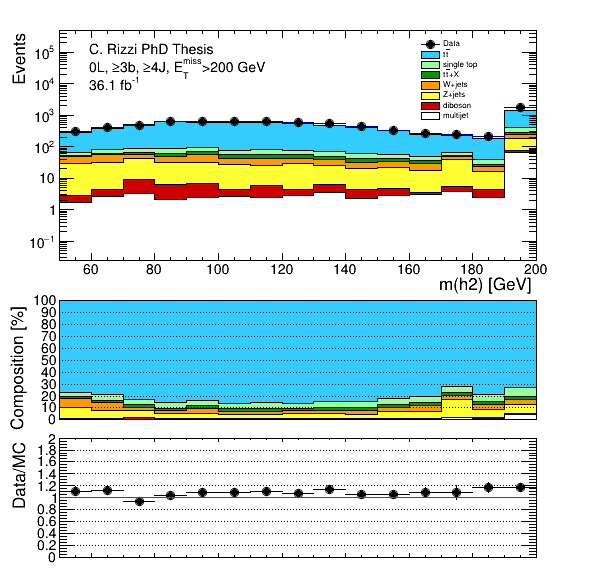 Events
10⁵
10⁴
10³
10²
10
1
10⁻¹
C. Rizzi PhD Thesis
0L, ≥3b, ≥4J, E_T^miss>200 GeV
36.1 fb⁻¹
Data
tt̄
single top
tt̄+X
W+jets
Z+jets
diboson
multijet
60 80 100 120 140 160 180 200
m(h2) [GeV]
Composition [%]
100
90
80
70
60
50
40
30
20
10
0
Data/MC
2
1.8
1.6
1.4
1.2
1
0.8
0.6
0.4
0.2
0